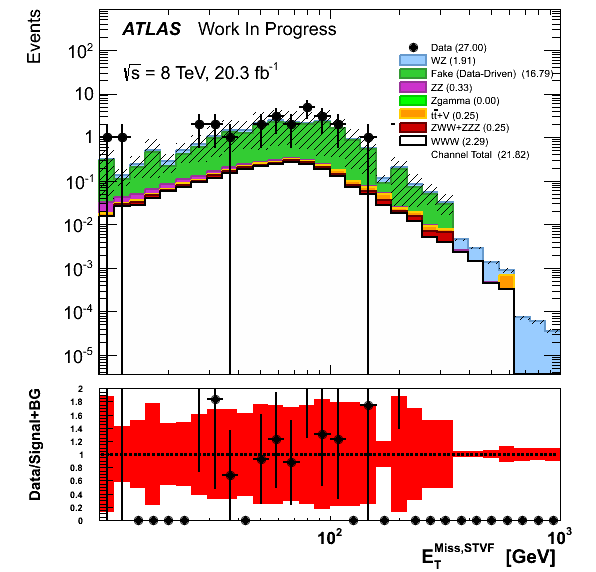 Events
ATLAS Work In Progress
√s = 8 TeV, 20.3 fb⁻¹
Data (27.00)
WZ (1.91)
Fake (Data-Driven) (16.79)
ZZ (0.33)
Zgamma (0.00)
tt̄+V (0.25)
ZWW+ZZZ (0.25)
WWW (2.29)
Channel Total (21.82)
10²
10
1
10⁻¹
10⁻²
10⁻³
10⁻⁴
10⁻⁵
Data/Signal+BG
2
1.8
1.6
1.4
1.2
1
0.8
0.6
0.4
0.2
0
10²
10³
E_T^Miss,STVF [GeV]